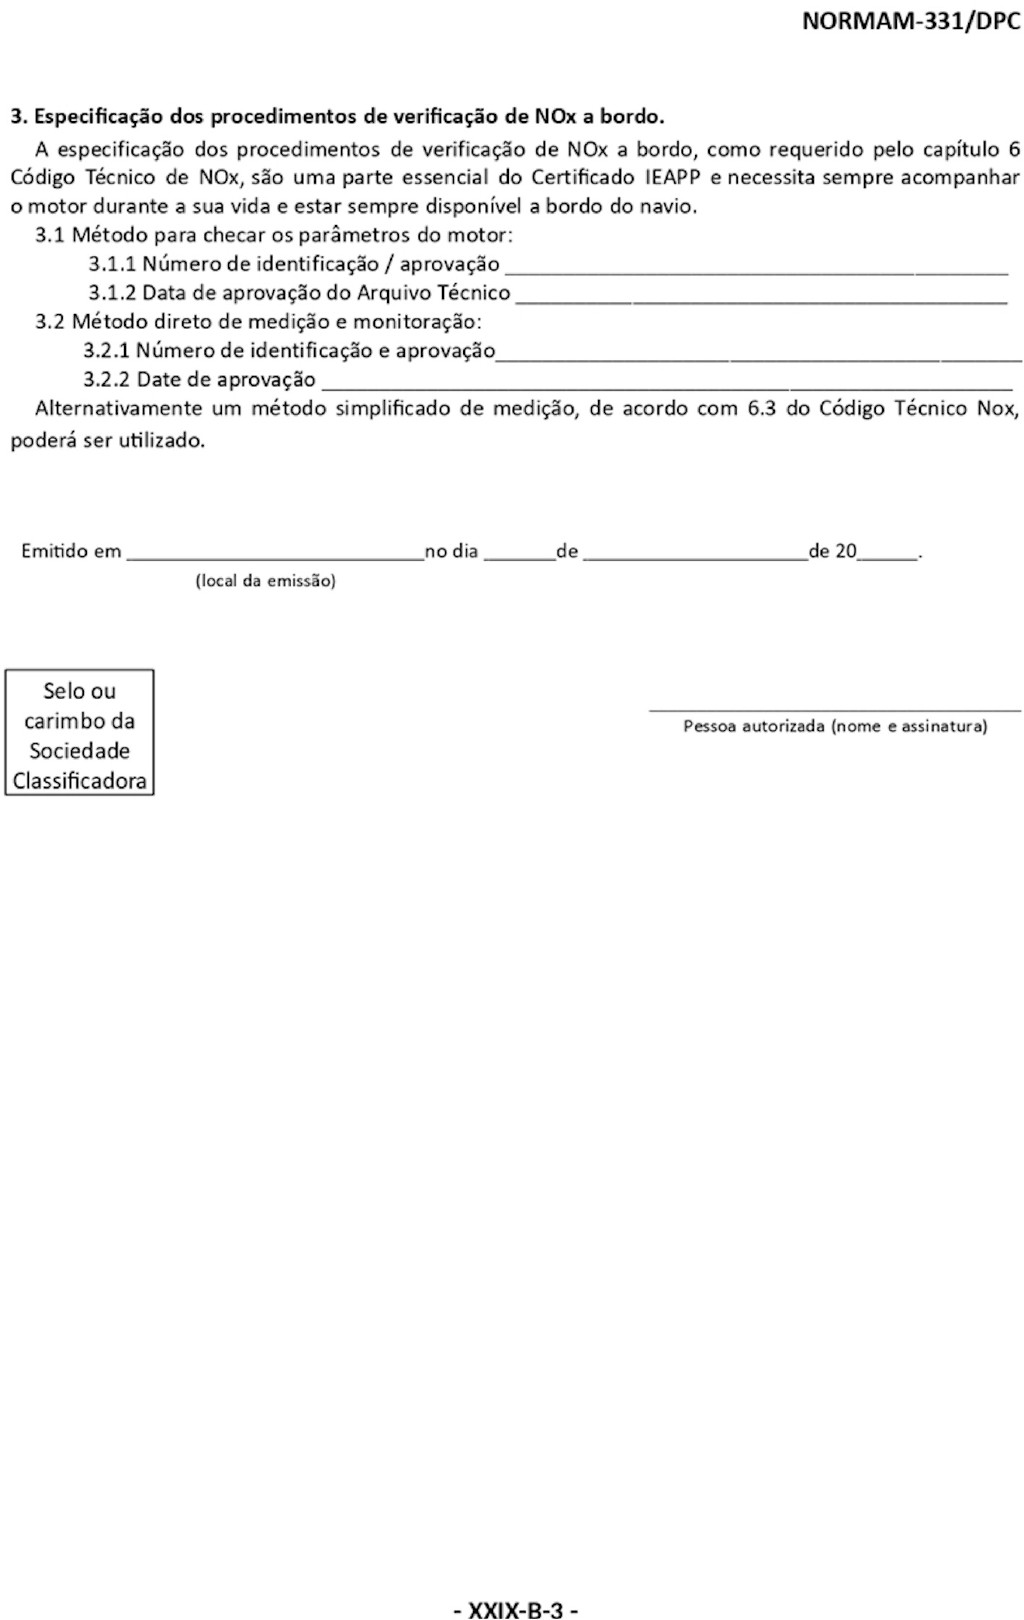 NORMAM-331/DPC
3. Especificação dos procedimentos de verificação de NOx a bordo.
A especificação dos procedimentos de verificação de NOx a bordo, como requerido pelo capítulo 6
Código Técnico de NOx, são uma parte essencial do Certificado IEAPP e necessita sempre acompanhar
o motor durante a sua vida e estar sempre disponível a bordo do navio.
3.1 Método para checar os parâmetros do motor:
3.1.1 Número de identificação / aprovação ____________________
3.1.2 Data de aprovação do Arquivo Técnico ____________________
3.2 Método direto de medição e monitoração:
3.2.1 Número de identificação e aprovação____________________
3.2.2 Date de aprovação ____________________
Alternativamente um método simplificado de medição, de acordo com 6.3 do Código Técnico Nox,
poderá ser utilizado.
Emitido em ____________________no dia _______de ____________________de 20______.
(local da emissão)
Selo ou
carimbo da
Sociedade
Classificadora
Pessoa autorizada (nome e assinatura)
- XXIX-B-3 -